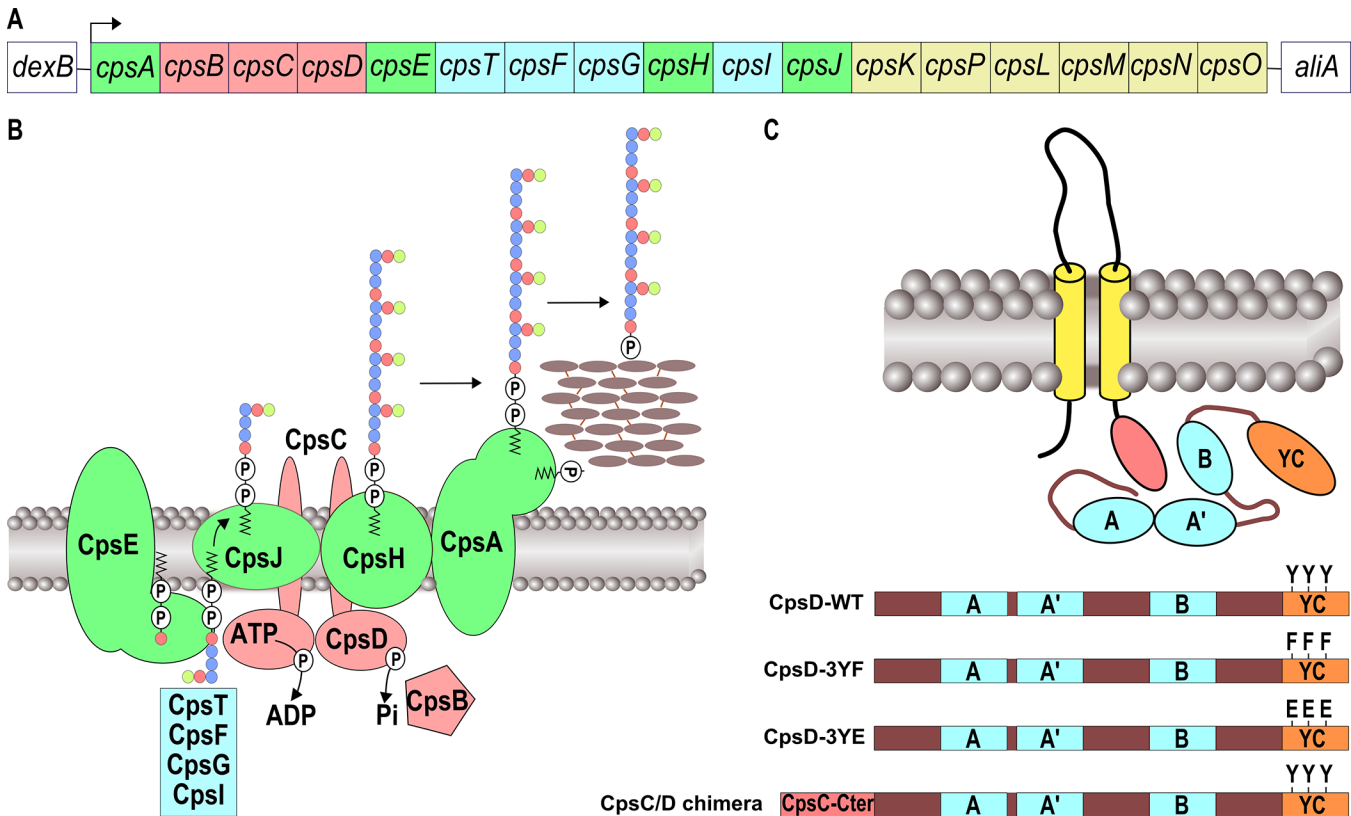 A
dexB cpsA cpsB cpsC cpsD cpsE cpsT cpsF cpsG cpsH cpsI cpsJ cpsK cpsP cpsL cpsM cpsN cpsO aliA
B
CpsE
P
P
P
P
CpsT
CpsF
CpsG
CpsI
P
P
CpsJ
CpsC
ATP
P
ADP
P
P
CpsH
CpsD
P
Pi
CpsB
P
P
CpsA
P
P
C
A
A'
B
YC
Y Y Y
CpsD-WT A A' B YC
F F F
CpsD-3YF A A' B YC
E E E
CpsD-3YE A A' B YC
Y Y Y
CpsC/D chimera CpsC-Cter A A' B YC